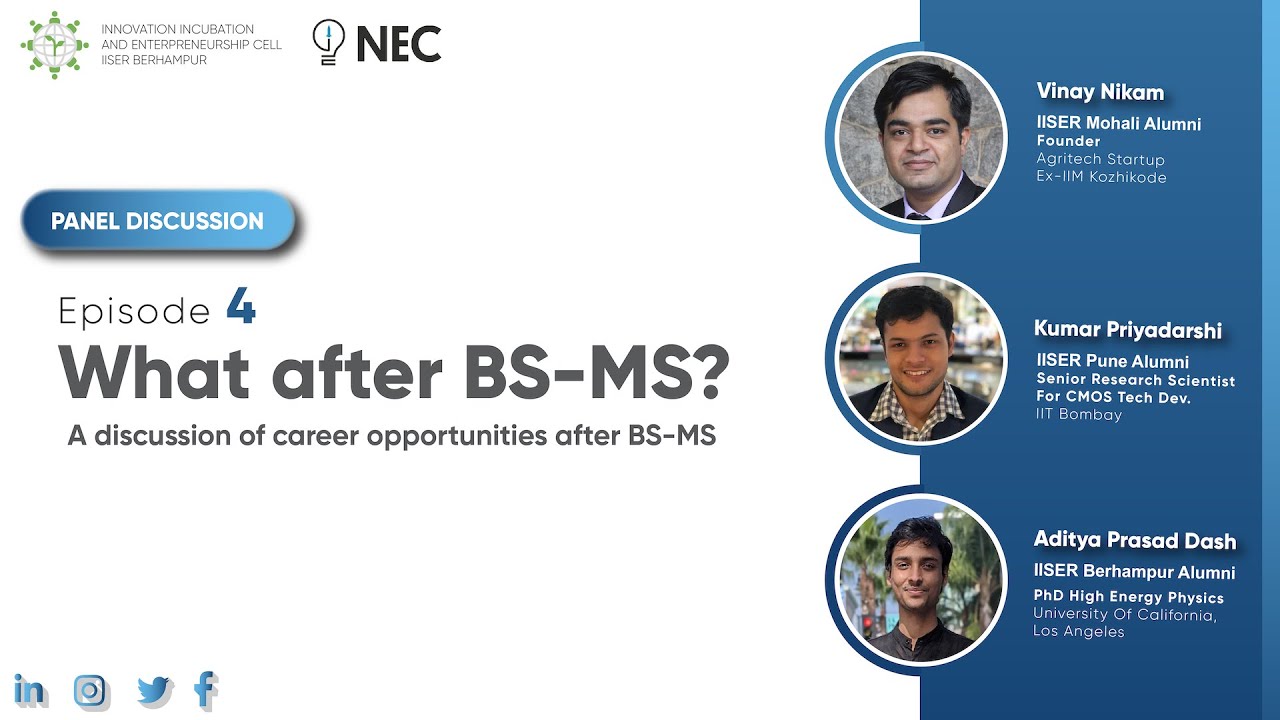 INNOVATION INCUBATION
AND ENTERPRENEURSHIP CELL
IISER BERHAMPUR
NEC
PANEL DISCUSSION
Episode 4
What after BS-MS?
A discussion of career opportunities after BS-MS
Vinay Nikam
IISER Mohali Alumni
Founder
Agritech Startup
Ex-IIM Kozhikode
Kumar Priyadarshi
IISER Pune Alumni
Senior Research Scientist
For CMOS Tech Dev.
IIT Bombay
Aditya Prasad Dash
IISER Berhampur Alumni
PhD High Energy Physics
University Of California,
Los Angeles
in